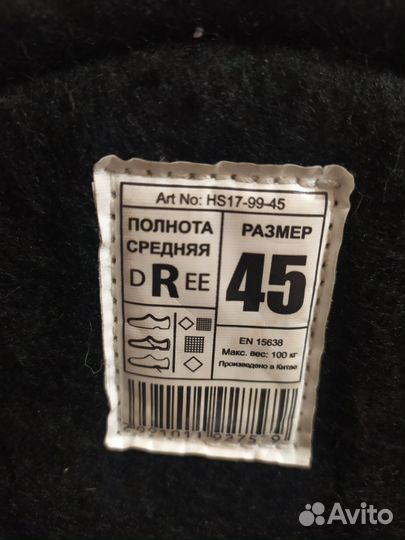 Art No: HS17-99-45
ПОЛНОТА
СРЕДНЯЯ
D R EE
РАЗМЕР
45
EN 15638
Макс. вес: 100 кг
Произведено в Китае
Avito